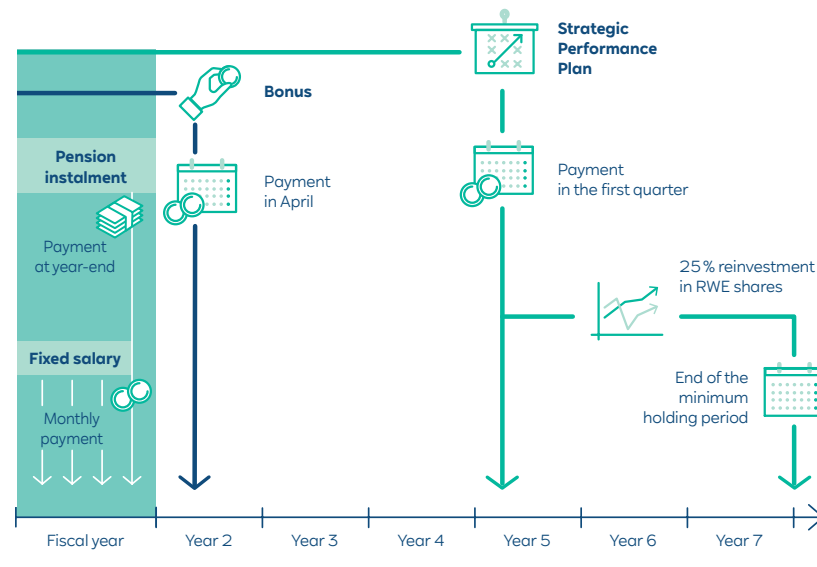 Strategic
Performance
Plan
Bonus
Pension
instalment
Payment
in April
Payment
in the first quarter
Payment
at year-end
25 % reinvestment
in RWE shares
Fixed salary
End of the
minimum
holding period
Monthly
payment
Fiscal year
Year 2
Year 3
Year 4
Year 5
Year 6
Year 7